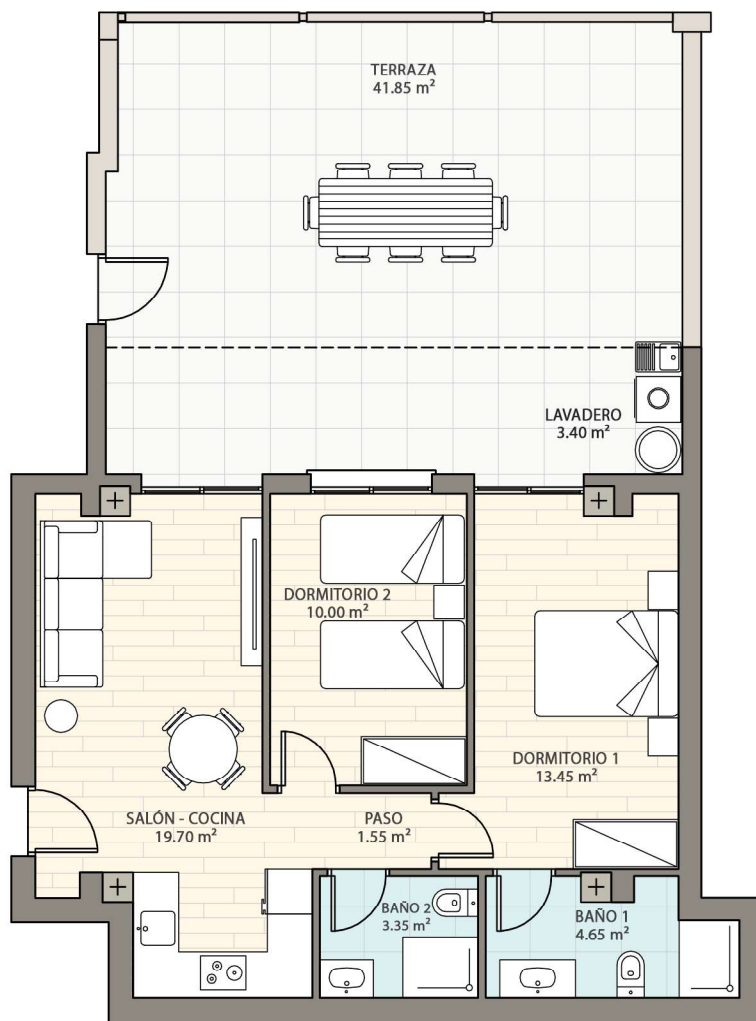 TERRAZA
41.85 m²
LAVADERO
3.40 m²
DORMITORIO 2
10.00 m²
DORMITORIO 1
13.45 m²
SALÓN - COCINA
19.70 m²
PASO
1.55 m²
BAÑO 2
3.35 m²
BAÑO 1
4.65 m²